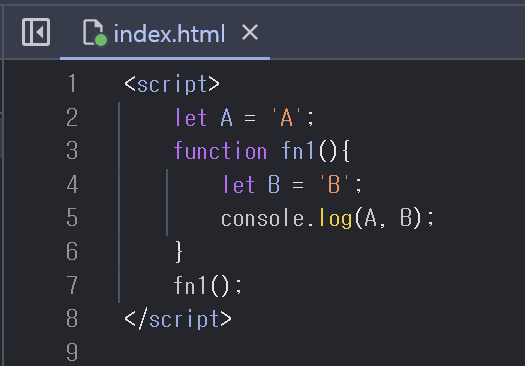 index.html ×
1 <script>
2 let A = 'A';
3 function fn1(){
4 let B = 'B';
5 console.log(A, B);
6 }
7 fn1();
8 </script>
9